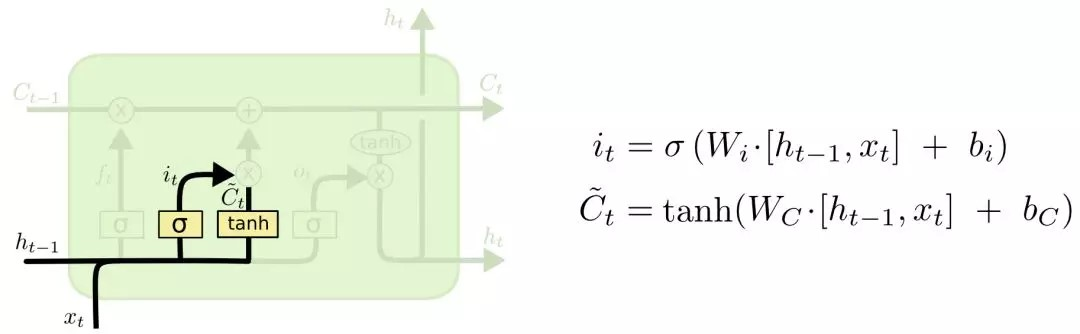 h_t
C_{t-1}
C_t
×
+
tanh
f_t
i_t
×
o_t
×
C̃_t
σ
σ
tanh
σ
h_{t-1}
h_t
x_t
i_t = σ (W_i·[h_{t-1}, x_t] + b_i)
C̃_t = tanh(W_C·[h_{t-1}, x_t] + b_C)